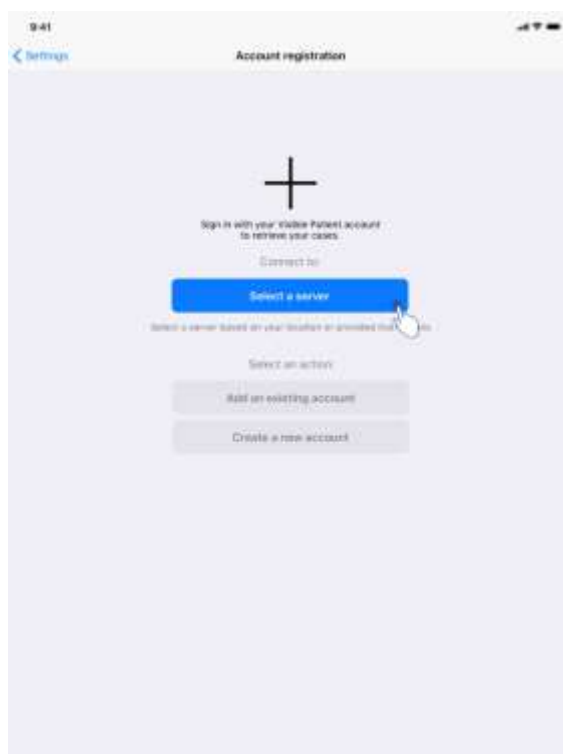 9:41
Settings
Account registration
Sign in with your Visible Patient account
to retrieve your cases.
Connect to:
Select a server
Select a server based on your location or provided
Select an action:
Add an existing account
Create a new account